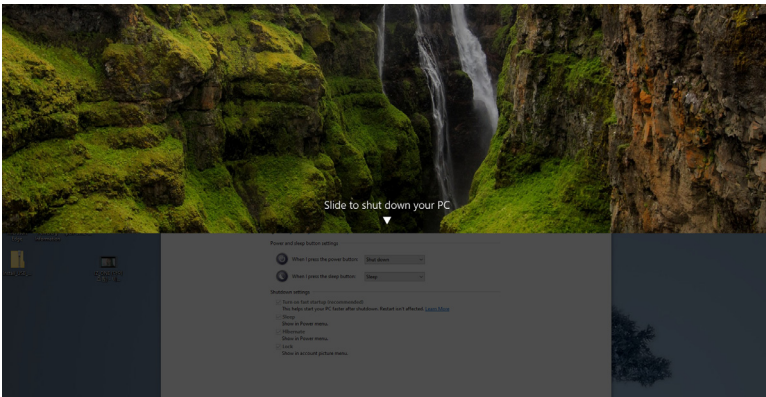 Slide to shut down your PC
Power and sleep button settings
When I press the power button: Shut down
When I press the sleep button: Sleep
Shutdown settings
Turn on fast startup (recommended)
This helps start your PC faster after shutdown. Restart isn't affected. Learn More
Sleep
Show in Power menu.
Hibernate
Show in Power menu.
Lock
Show in account picture menu.